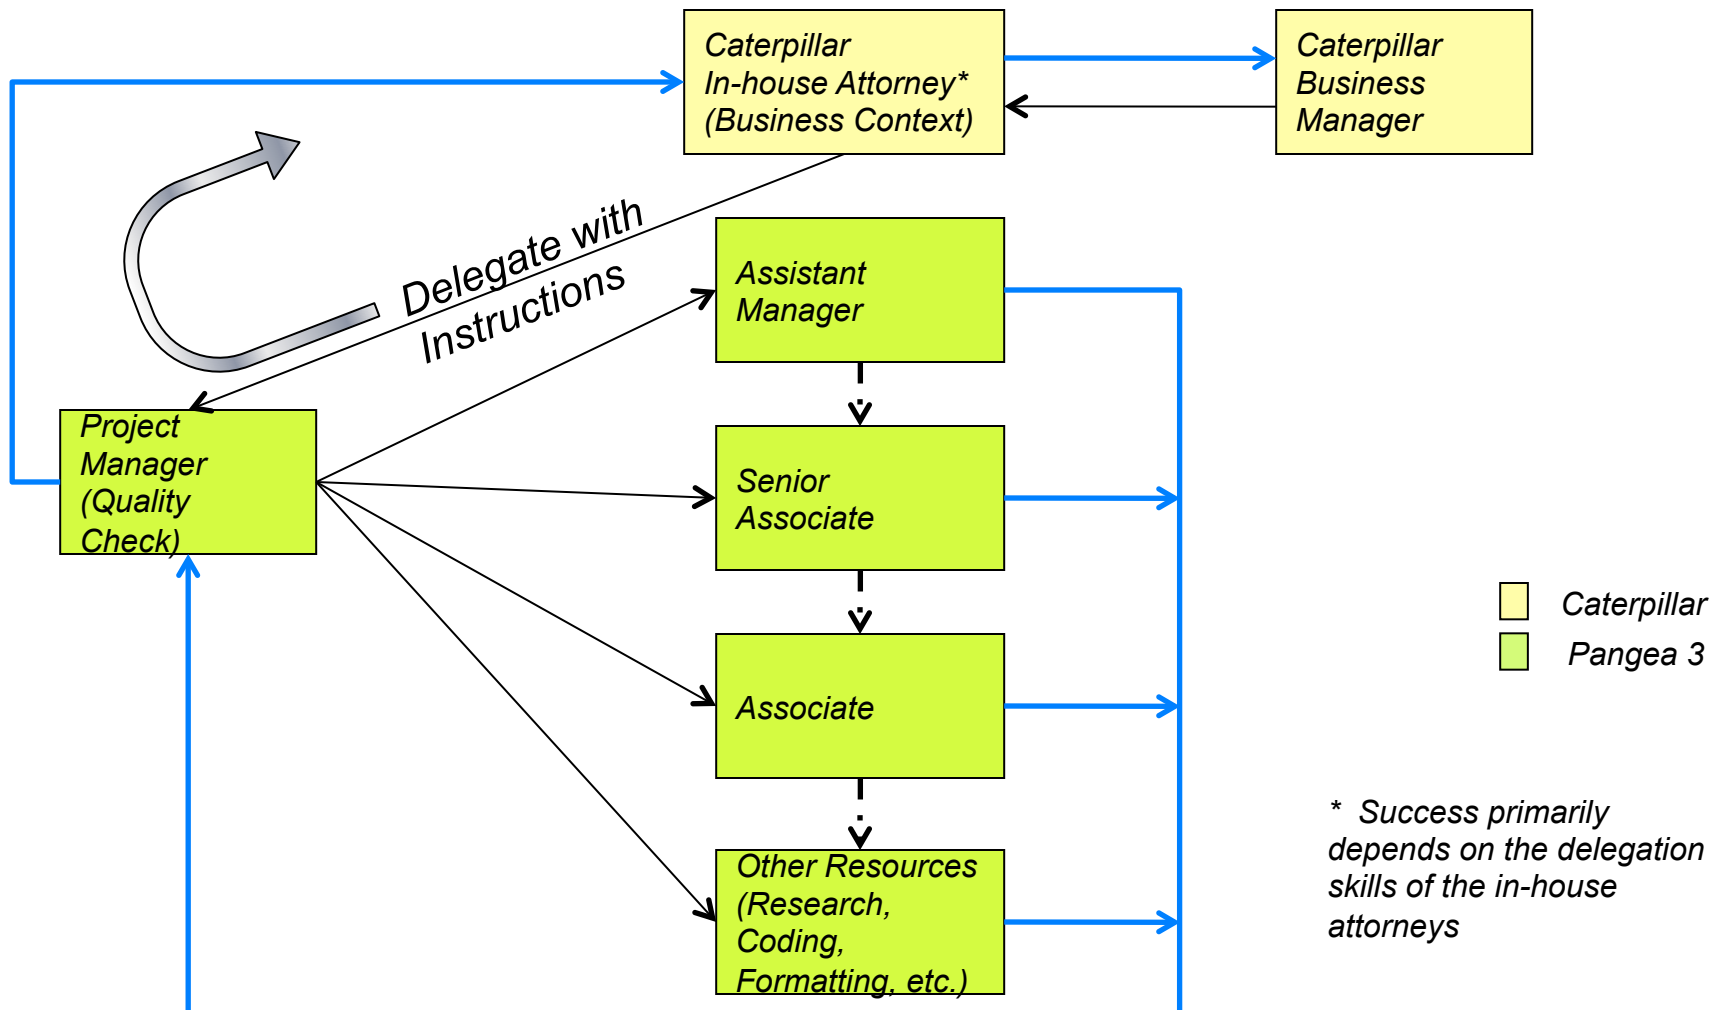 Caterpillar
In-house Attorney*
(Business Context)
Caterpillar
Business
Manager
Delegate with
Instructions
Assistant
Manager
Project
Manager
(Quality
Check)
Senior
Associate
Associate
Other Resources
(Research,
Coding,
Formatting, etc.)
Caterpillar
Pangea 3
* Success primarily
depends on the delegation
skills of the in-house
attorneys